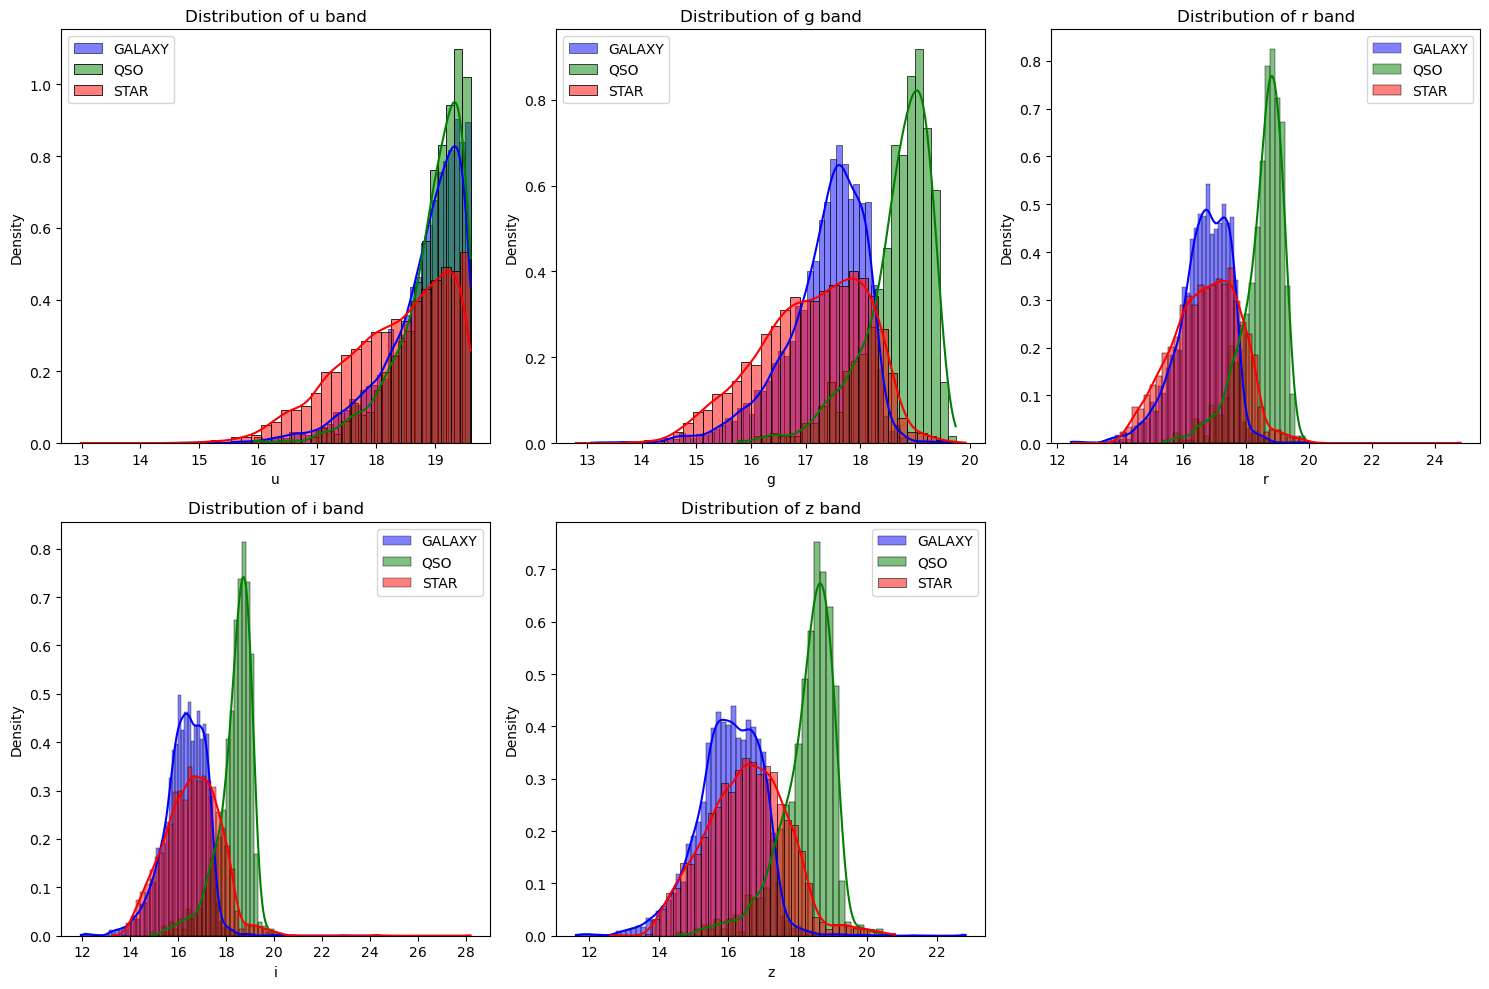 Distribution of u band
GALAXY
QSO
STAR
Density
0.0
0.2
0.4
0.6
0.8
1.0
13 14 15 16 17 18 19
u
Distribution of g band
GALAXY
QSO
STAR
Density
0.0
0.2
0.4
0.6
0.8
13 14 15 16 17 18 19 20
g
Distribution of r band
GALAXY
QSO
STAR
Density
0.0
0.1
0.2
0.3
0.4
0.5
0.6
0.7
0.8
12 14 16 18 20 22 24
r
Distribution of i band
GALAXY
QSO
STAR
Density
0.0
0.1
0.2
0.3
0.4
0.5
0.6
0.7
0.8
12 14 16 18 20 22 24 26 28
i
Distribution of z band
GALAXY
QSO
STAR
Density
0.0
0.1
0.2
0.3
0.4
0.5
0.6
0.7
12 14 16 18 20 22
z